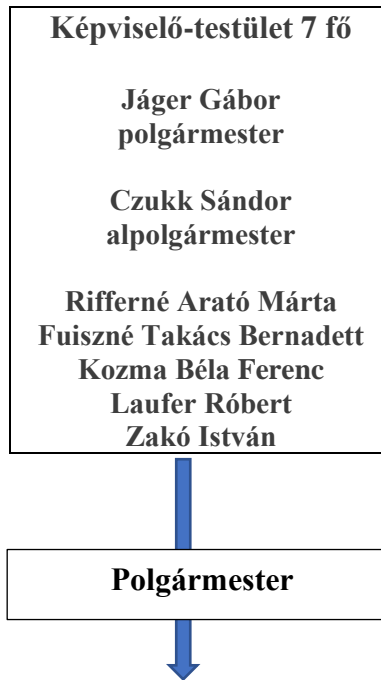 Képviselő-testület 7 fő
Jáger Gábor
polgármester
Czukk Sándor
alpolgármester
Rifferné Arató Márta
Fuiszné Takács Bernadett
Kozma Béla Ferenc
Laufer Róbert
Zakó István
Polgármester